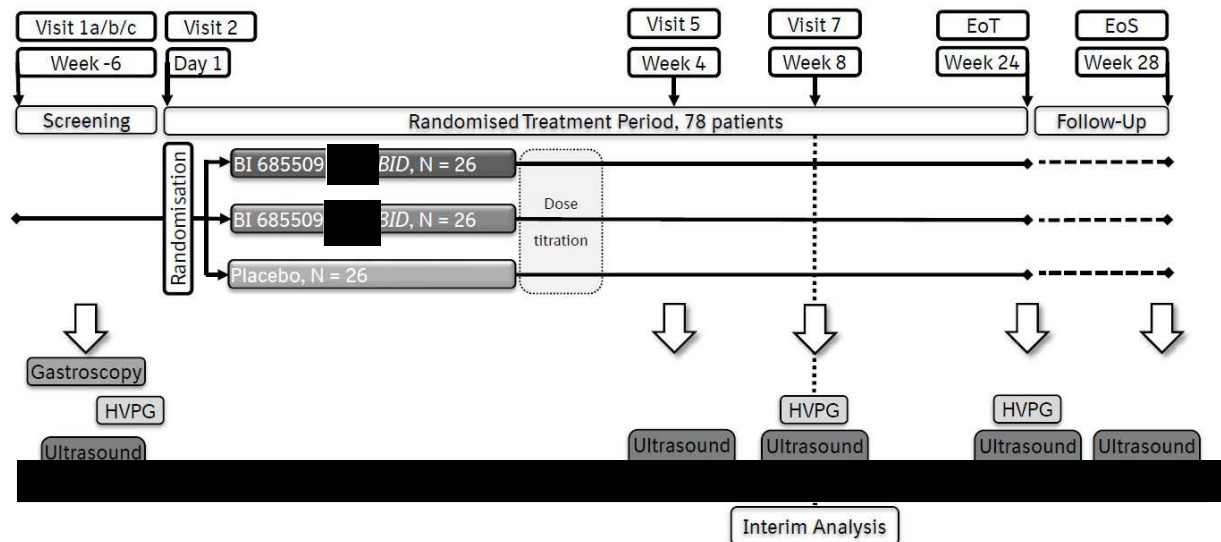 Visit 1a/b/c
Visit 2
Visit 5
Visit 7
EoT
EoS
Week -6
Day 1
Week 4
Week 8
Week 24
Week 28
Screening
Randomised Treatment Period, 78 patients
Follow-Up
Randomisation
BI 685509 BID, N = 26
BI 685509 BID, N = 26
Placebo, N = 26
Dose
titration
Gastroscopy
HVPG
HVPG
HVPG
Ultrasound
Ultrasound
Ultrasound
Ultrasound
Ultrasound
Interim Analysis